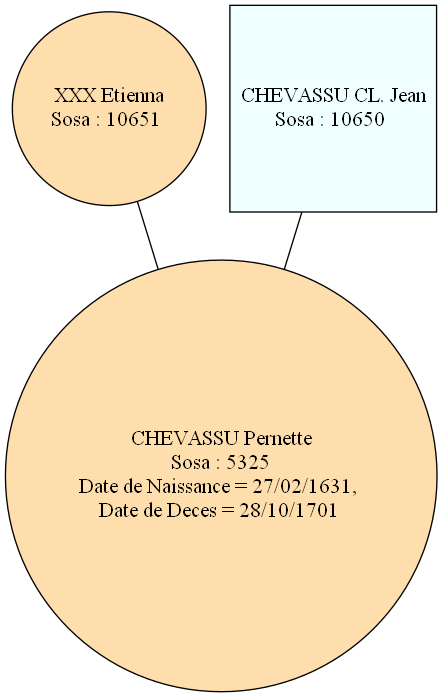 XXX Etienna
Sosa : 10651
CHEVASSU CL. Jean
Sosa : 10650
CHEVASSU Pernette
Sosa : 5325
Date de Naissance = 27/02/1631,
Date de Deces = 28/10/1701